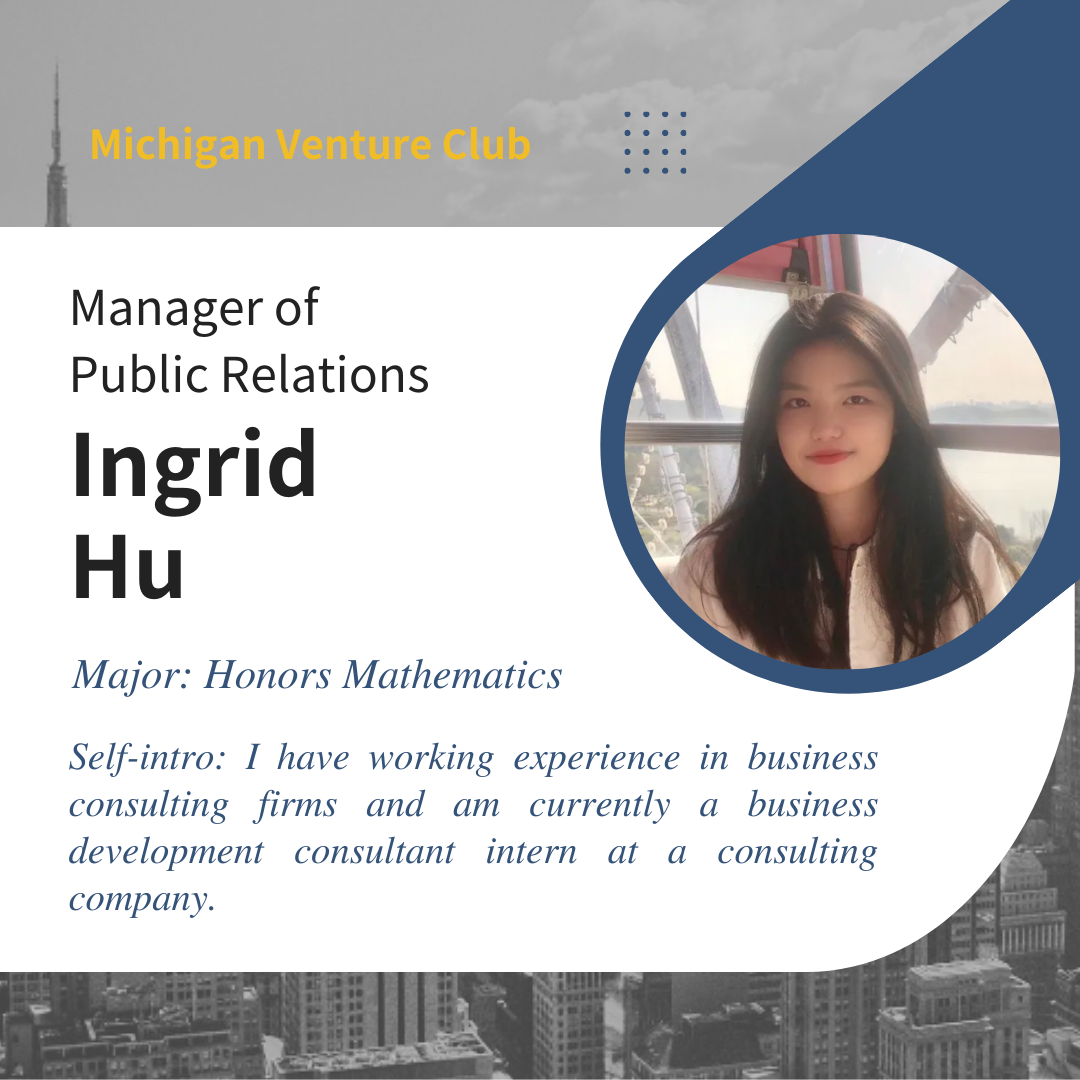 Michigan Venture Club
Manager of
Public Relations
Ingrid
Hu
Major: Honors Mathematics
Self-intro: I have working experience in business
consulting firms and am currently a business
development consultant intern at a consulting
company.